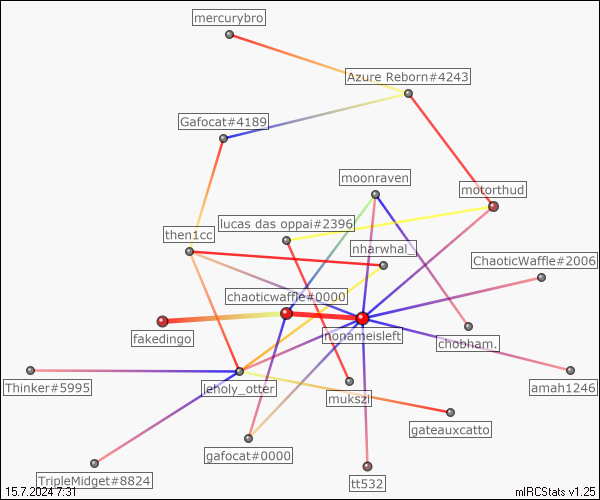 mercurybro
Azure Reborn#4243
Gafocat#4189
moonraven
motorthud
lucas das oppai#2396
then1cc
nharwhal_
ChaoticWaffle#2006
chaoticwaffle#0000
fakedingo
nonameisleft
chobham.
Thinker#5995
leholy_otter
mukszi
amah1246
gateauxcatto
gafocat#0000
TripleMidget#8824
tt532
15.7.2024 7:31
mIRCStats v1.25